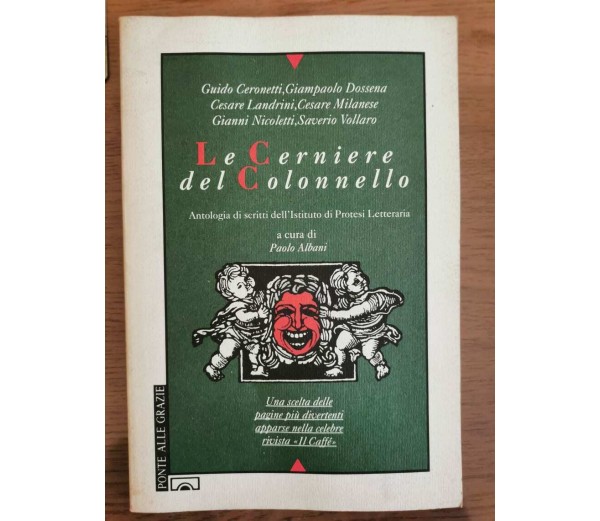 Guido Ceronetti, Giampaolo Dossena
Cesare Landrini, Cesare Milanese
Gianni Nicoletti, Saverio Vollaro
Le Cerniere
del Colonnello
Antologia di scritti dell'Istituto di Protesi Letteraria
a cura di
Paolo Albani
Una scelta delle
pagine più divertenti
apparse nella celebre
rivista «Il Caffè»
PONTE ALLE GRAZIE